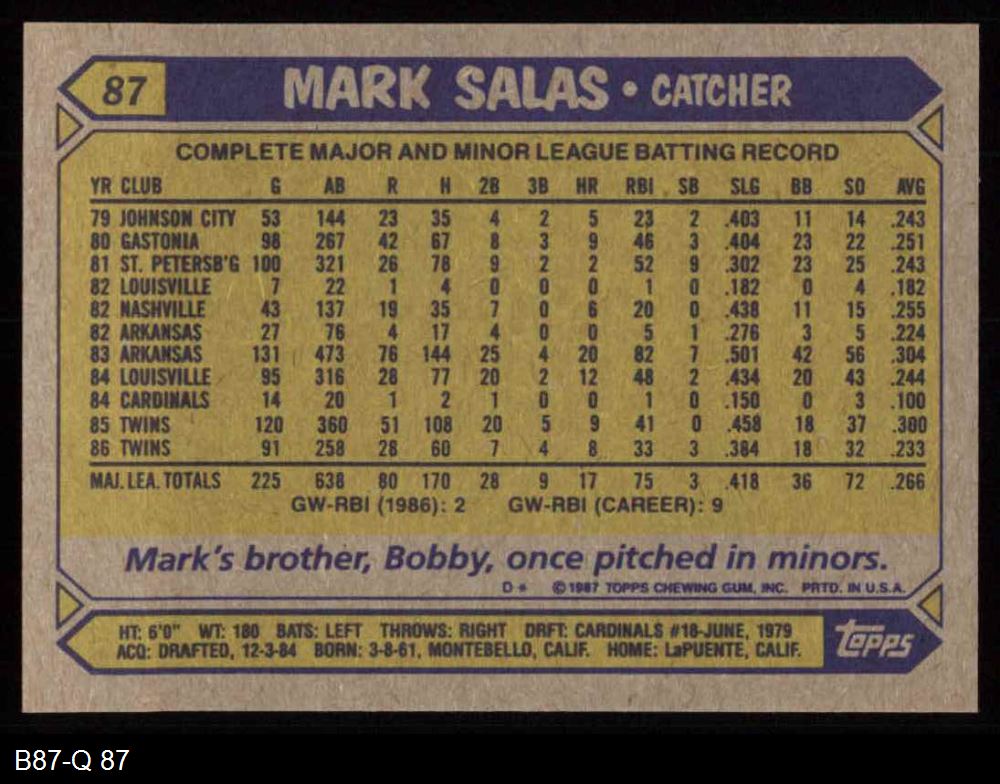 87 MARK SALAS • CATCHER
COMPLETE MAJOR AND MINOR LEAGUE BATTING RECORD
YR CLUB G AB R H 2B 3B HR RBI SB SLG BB SO AVG
79 JOHNSON CITY 53 144 23 35 4 2 5 23 2 .403 11 14 .243
80 GASTONIA 98 267 42 67 8 3 9 46 3 .404 23 22 .251
81 ST. PETERSB'G 100 321 26 78 9 2 2 52 9 .302 23 25 .243
82 LOUISVILLE 7 22 1 4 0 0 0 1 0 .182 0 4 .182
82 NASHVILLE 43 137 19 35 7 0 6 20 0 .438 11 15 .255
82 ARKANSAS 27 76 4 17 4 0 0 5 1 .276 3 5 .224
83 ARKANSAS 131 473 76 144 25 4 20 82 7 .501 42 56 .304
84 LOUISVILLE 95 316 28 77 20 2 12 48 2 .434 20 43 .244
84 CARDINALS 14 20 1 2 1 0 0 1 0 .150 0 3 .100
85 TWINS 120 360 51 108 20 5 9 41 0 .458 18 37 .300
86 TWINS 91 258 28 60 7 4 8 33 3 .384 18 32 .233
MAJ. LEA. TOTALS 225 638 80 170 28 9 17 75 3 .418 36 72 .266
GW-RBI (1986): 2 GW-RBI (CAREER): 9
Mark's brother, Bobby, once pitched in minors.
D* © 1987 TOPPS CHEWING GUM, INC. PRTD. IN U.S.A.
HT: 6'0" WT: 180 BATS: LEFT THROWS: RIGHT DRFT: CARDINALS #18-JUNE, 1979
ACQ: DRAFTED, 12-3-84 BORN: 3-8-61, MONTEBELLO, CALIF. HOME: LaPUENTE, CALIF.
topps
B87-Q 87